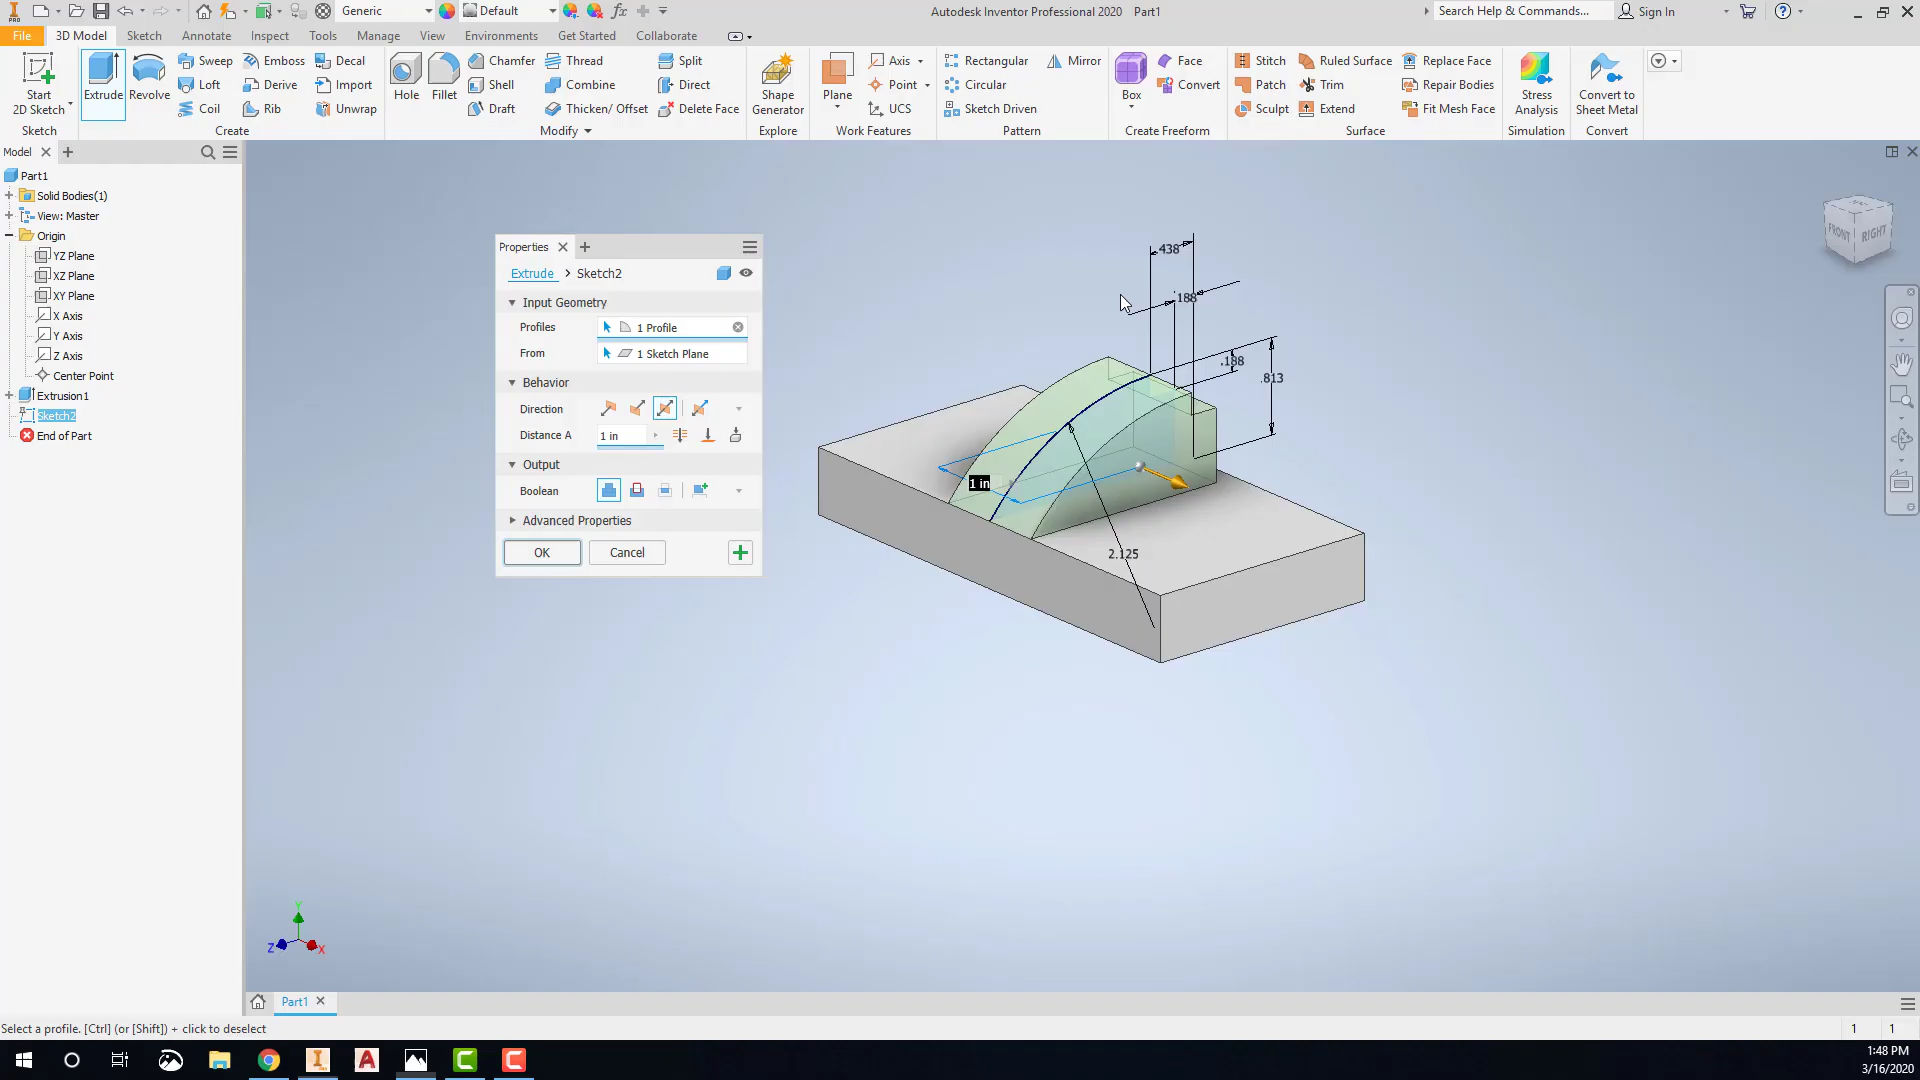 Generic
Default
fx
Autodesk Inventor Professional 2020 Part1
Search Help & Commands...
Sign In
File
3D Model
Sketch
Annotate
Inspect
Tools
Manage
View
Environments
Get Started
Collaborate
Start
2D Sketch
Extrude
Revolve
Sweep
Emboss
Decal
Loft
Derive
Import
Coil
Rib
Unwrap
Hole
Fillet
Chamfer
Thread
Split
Shell
Combine
Direct
Draft
Thicken/ Offset
Delete Face
Shape
Generator
Plane
Axis
Point
UCS
Rectangular
Mirror
Circular
Sketch Driven
Box
Face
Convert
Stitch
Ruled Surface
Replace Face
Patch
Trim
Repair Bodies
Sculpt
Extend
Fit Mesh Face
Stress
Analysis
Convert to
Sheet Metal
Sketch
Create
Modify
Explore
Work Features
Pattern
Create Freeform
Surface
Simulation
Convert
Model
Part1
Solid Bodies(1)
View: Master
Origin
YZ Plane
XZ Plane
XY Plane
X Axis
Y Axis
Z Axis
Center Point
Extrusion1
Sketch2
End of Part
Properties
Extrude > Sketch2
Input Geometry
Profiles
1 Profile
From
1 Sketch Plane
Behavior
Direction
Distance A
1 in
Output
Boolean
Advanced Properties
OK
Cancel
.438
.188
.188
.813
1 in
2.125
FRONT
RIGHT
Y
Z
X
Part1
Select a profile. [Ctrl] (or [Shift]) + click to deselect
1
1
1:48 PM
3/16/2020